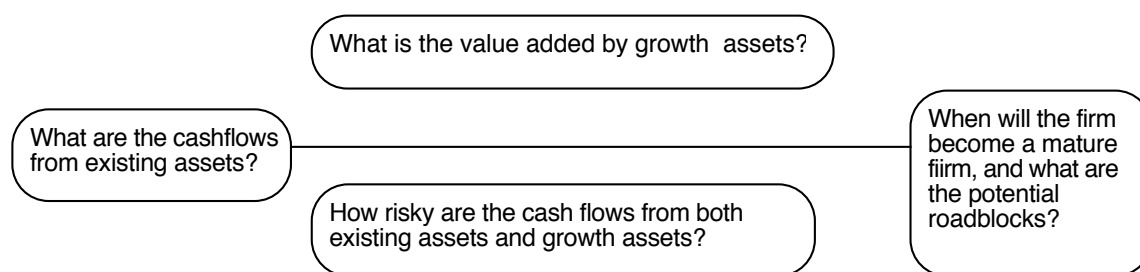 What is the value added by growth  assets?
What are the cashflows
from existing assets?
When will the firm
become a mature
fiirm, and what are
the potential
roadblocks?
How risky are the cash flows from both
existing assets and growth assets?